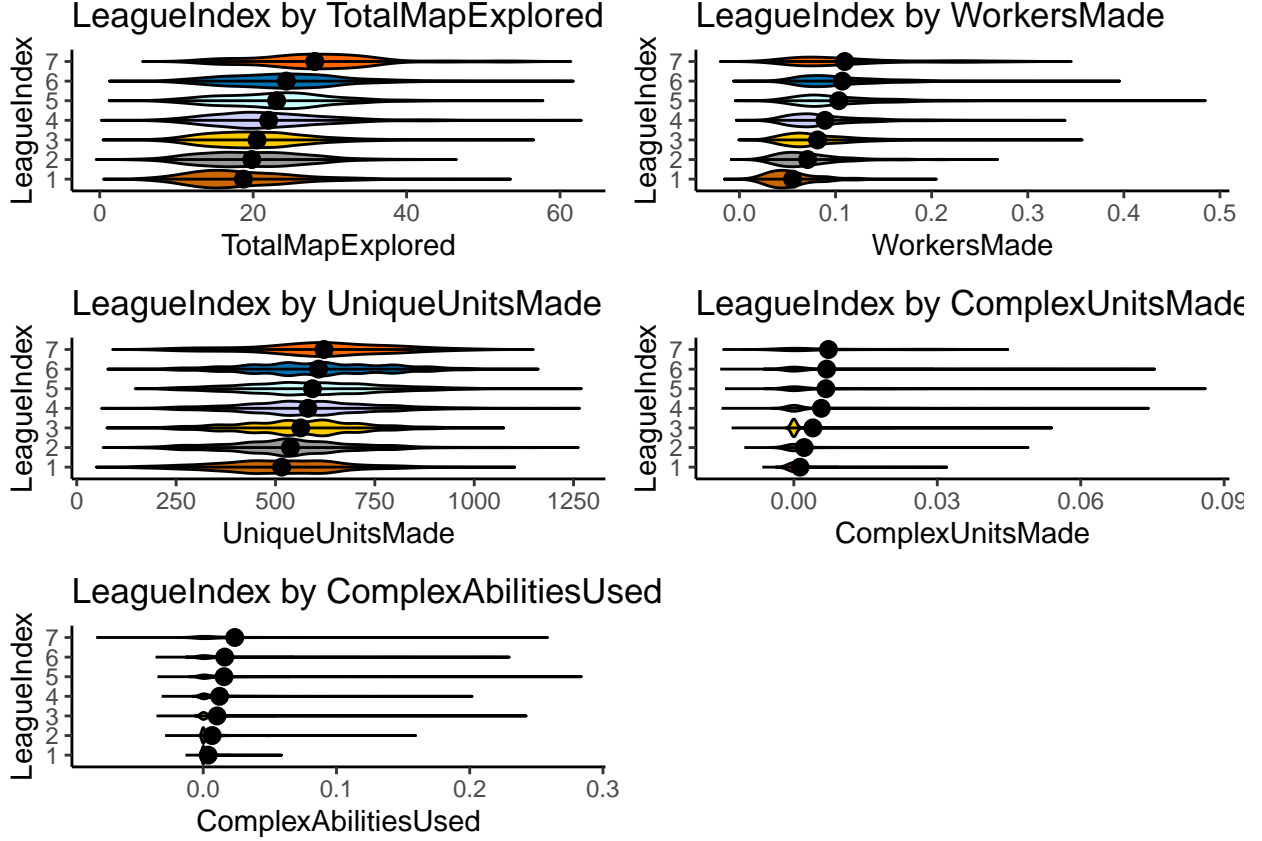 LeagueIndex by TotalMapExplored
LeagueIndex
7
6
5
4
3
2
1
0 20 40 60
TotalMapExplored
LeagueIndex by WorkersMade
LeagueIndex
7
6
5
4
3
2
1
0.0 0.1 0.2 0.3 0.4 0.5
WorkersMade
LeagueIndex by UniqueUnitsMade
LeagueIndex
7
6
5
4
3
2
1
0 250 500 750 1000 1250
UniqueUnitsMade
LeagueIndex by ComplexUnitsMade
LeagueIndex
7
6
5
4
3
2
1
0.00 0.03 0.06 0.09
ComplexUnitsMade
LeagueIndex by ComplexAbilitiesUsed
LeagueIndex
7
6
5
4
3
2
1
0.0 0.1 0.2 0.3
ComplexAbilitiesUsed